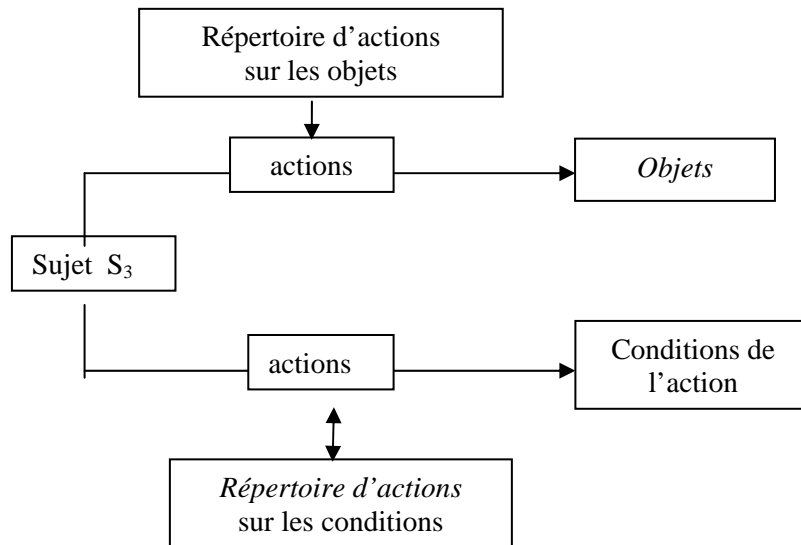 Répertoire d’actions
sur les objets
actions
Objets
Sujet S₃
actions
Conditions de
l’action
Répertoire d’actions
sur les conditions